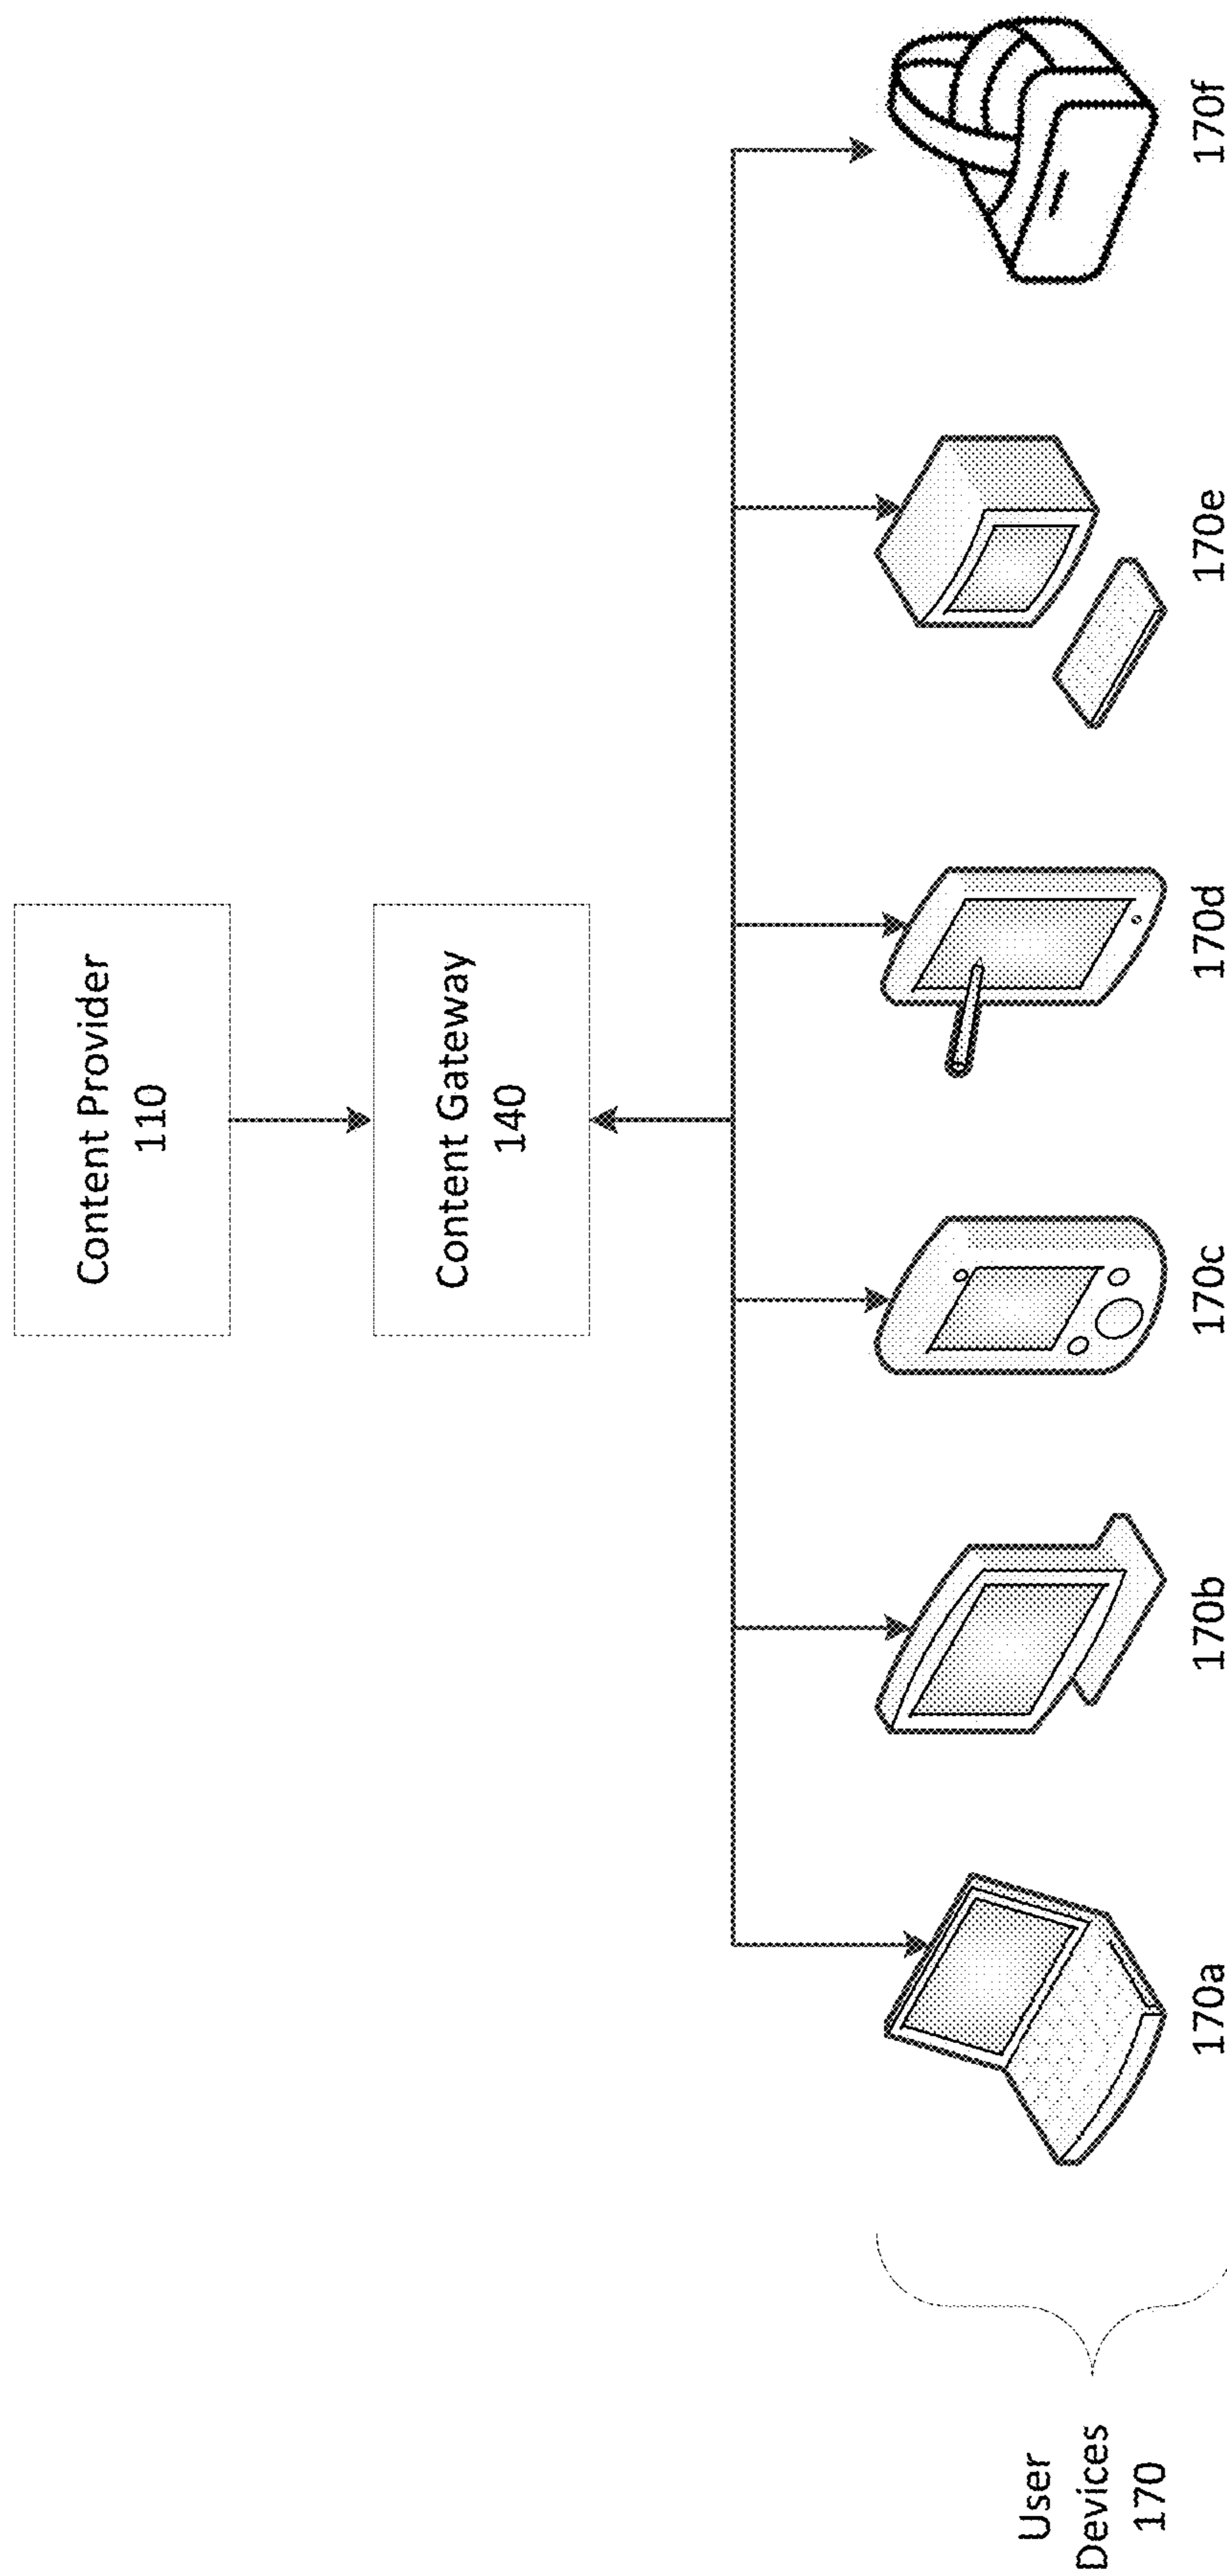 Content Provider
110
Content Gateway
140
User
Devices
170
170a
170b
170c
170d
170e
170f